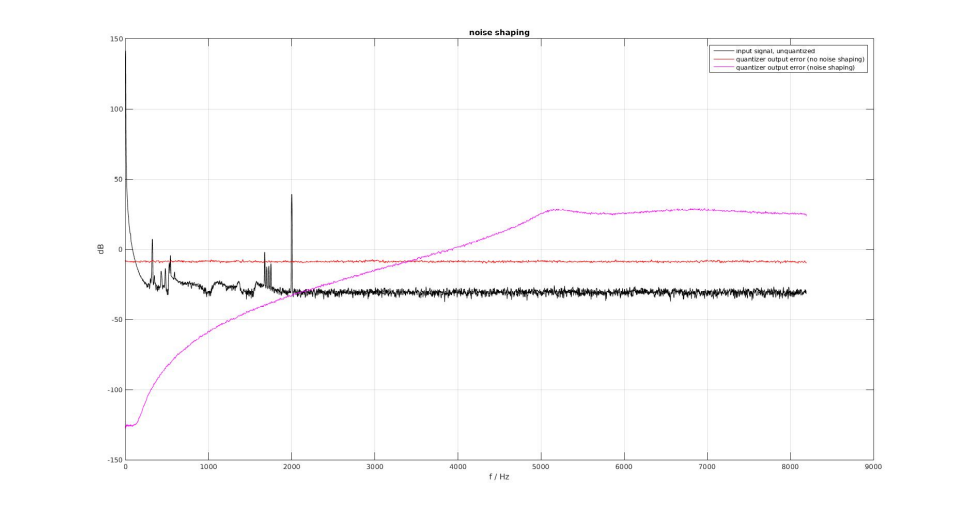 noise shaping
input signal, unquantized
quantizer output error (no noise shaping)
quantizer output error (noise shaping)
150
100
50
0
-50
-100
-150
dB
0 1000 2000 3000 4000 5000 6000 7000 8000 9000
f / Hz